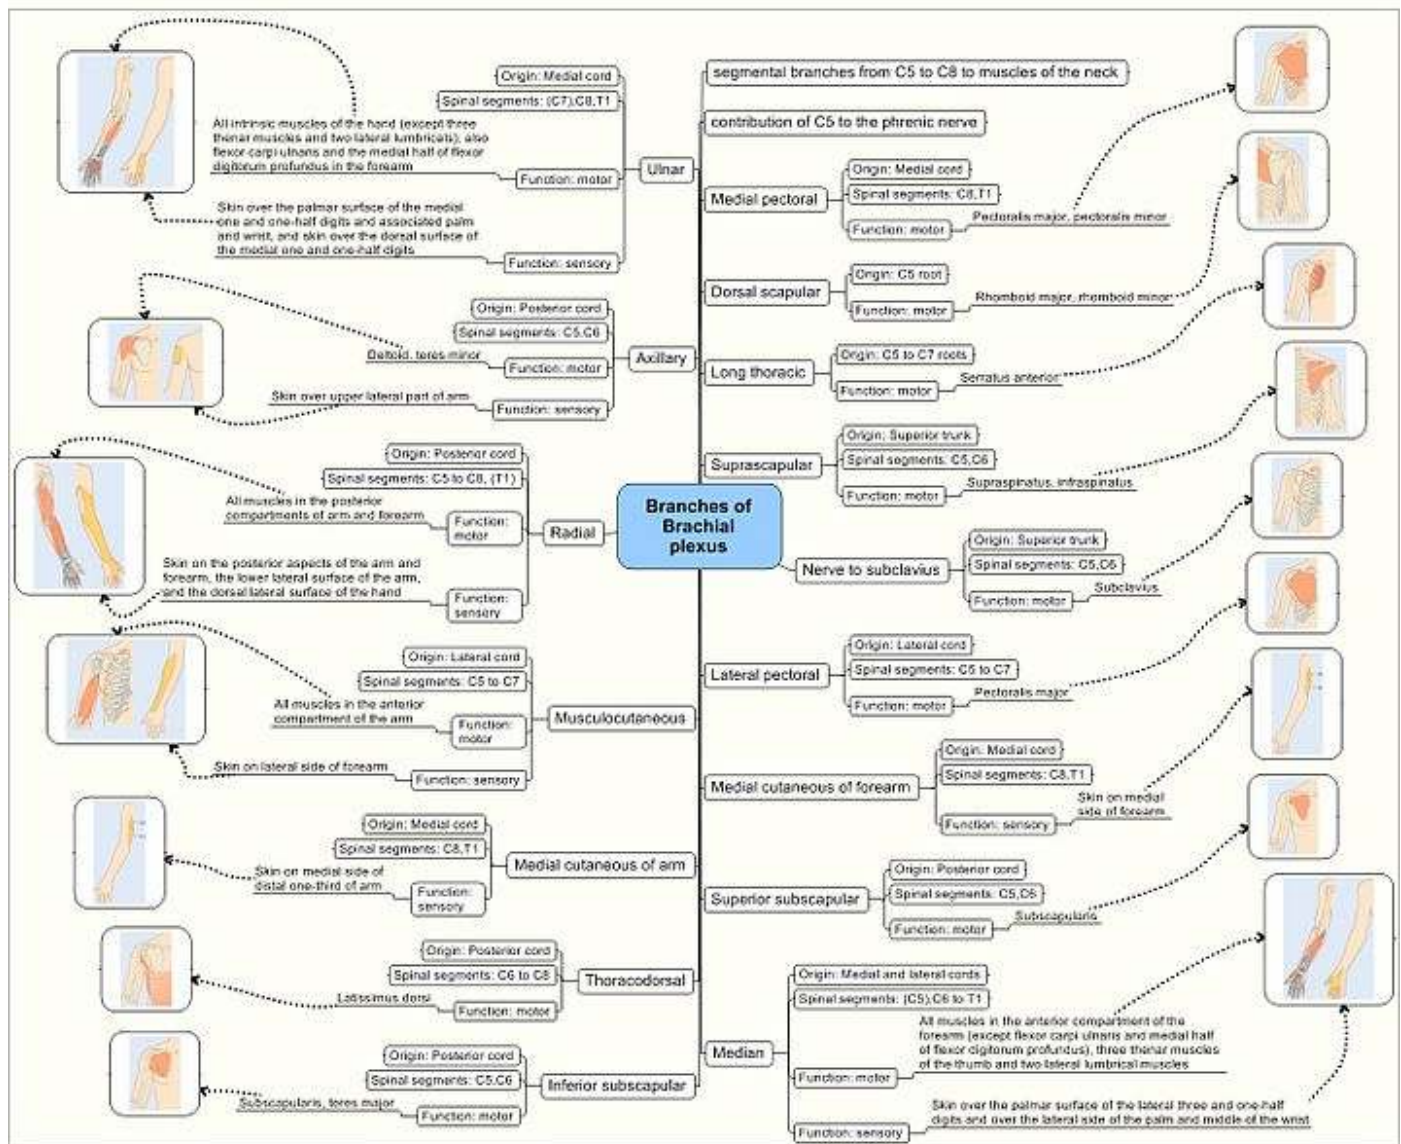 Branches of
Brachial
plexus
segmental branches from C5 to C8 to muscles of the neck
contribution of C5 to the phrenic nerve
Medial pectoral
Origin: Medial cord
Spinal segments: C8,T1
Function: motor
Pectoralis major, pectoralis minor
Dorsal scapular
Origin: C5 root
Function: motor
Rhomboid major, rhomboid minor
Long thoracic
Origin: C5 to C7 roots
Function: motor
Serratus anterior
Suprascapular
Origin: Superior trunk
Spinal segments: C5,C6
Function: motor
Supraspinatus, infraspinatus
Nerve to subclavius
Origin: Superior trunk
Spinal segments: C5,C6
Function: motor
Subclavius
Lateral pectoral
Origin: Lateral cord
Spinal segments: C5 to C7
Function: motor
Pectoralis major
Medial cutaneous of forearm
Origin: Medial cord
Spinal segments: C8,T1
Function: sensory
Skin on medial
side of forearm
Superior subscapular
Origin: Posterior cord
Spinal segments: C5,C6
Function: motor
Subscapularis
Median
Origin: Medial and lateral cords
Spinal segments: (C5),C6 to T1
Function: motor
All muscles in the anterior compartment of the
forearm (except flexor carpi ulnaris and medial half
of flexor digitorum profundus), three thenar muscles
of the thumb and two lateral lumbrical muscles
Function: sensory
Skin over the palmar surface of the lateral three and one-half
digits and over the lateral side of the palm and middle of the wrist
Ulnar
Origin: Medial cord
Spinal segments: (C7),C8,T1
Function: motor
All intrinsic muscles of the hand (except three
thenar muscles and two lateral lumbricals), also
flexor carpi ulnaris and the medial half of flexor
digitorum profundus in the forearm
Function: sensory
Skin over the palmar surface of the medial
one and one-half digits and associated palm
and wrist, and skin over the dorsal surface of
the medial one and one-half digits
Axillary
Origin: Posterior cord
Spinal segments: C5,C6
Function: motor
Deltoid, teres minor
Function: sensory
Skin over upper lateral part of arm
Radial
Origin: Posterior cord
Spinal segments: C5 to C8, (T1)
Function:
motor
All muscles in the posterior
compartments of arm and forearm
Function:
sensory
Skin on the posterior aspects of the arm and
forearm, the lower lateral surface of the arm,
and the dorsal lateral surface of the hand
Musculocutaneous
Origin: Lateral cord
Spinal segments: C5 to C7
Function:
motor
All muscles in the anterior
compartment of the arm
Function: sensory
Skin on lateral side of forearm
Medial cutaneous of arm
Origin: Medial cord
Spinal segments: C8,T1
Function:
sensory
Skin on medial side of
distal one-third of arm
Thoracodorsal
Origin: Posterior cord
Spinal segments: C6 to C8
Function: motor
Latissimus dorsi
Inferior subscapular
Origin: Posterior cord
Spinal segments: C5,C6
Function: motor
Subscapularis, teres major